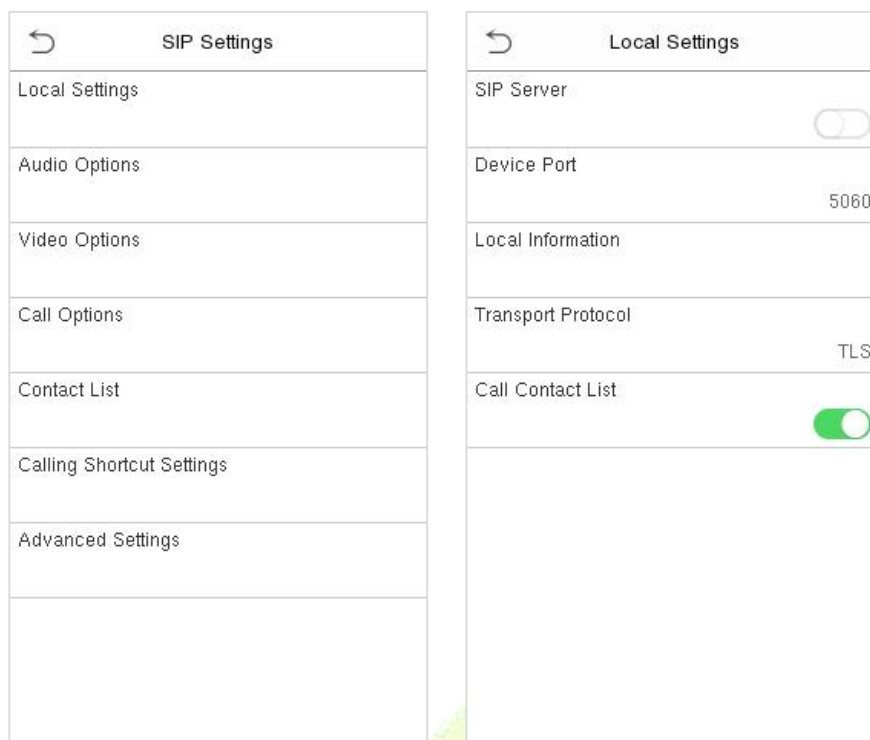 SIP Settings
Local Settings
Audio Options
Video Options
Call Options
Contact List
Calling Shortcut Settings
Advanced Settings
Local Settings
SIP Server
Device Port
5060
Local Information
Transport Protocol
TLS
Call Contact List